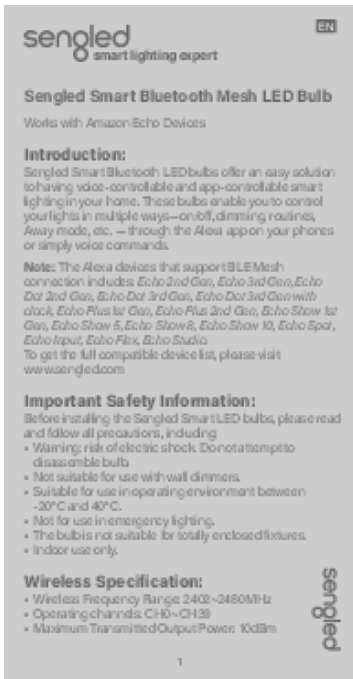 sengled
smart lighting expert
EN
Sengled Smart Bluetooth Mesh LED Bulb
Works with Amazon Echo Devices
Introduction:
Sengled Smart Bluetooth LED bulbs offer an easy solution
to having voice-controllable and app-controllable smart
lighting in your home. These bulbs enable you to control
your lights in multiple ways—on/off, dimming, routines,
Away mode, etc. — through the Alexa app on your phones
or simply voice commands.
Note: The Alexa devices that support BLE Mesh
connection includes: Echo 2nd Gen, Echo 3rd Gen, Echo
Dot 2nd Gen, Echo Dot 3rd Gen, Echo Dot 3rd Gen with
clock, Echo Plus 1st Gen, Echo Plus 2nd Gen, Echo Show 1st
Gen, Echo Show 5, Echo Show 8, Echo Show 10, Echo Spot,
Echo Input, Echo Flex, Echo Studio.
To get the full compatible device list, please visit
www.sengled.com
Important Safety Information:
Before installing the Sengled Smart LED bulbs, please read
and follow all precautions, including:
• Warning: risk of electric shock. Do not attempt to
disassemble bulb.
• Not suitable for use with wall dimmers.
• Suitable for use in operating environment between
-20°C and 40°C.
• Not for use in emergency lighting.
• The bulb is not suitable for totally enclosed fixtures.
• Indoor use only.
Wireless Specification:
• Wireless Frequency Range: 2402~2480MHz
• Operating channels: CH0~CH39
• Maximum Transmitted Output Power: 10dBm
sengled
1